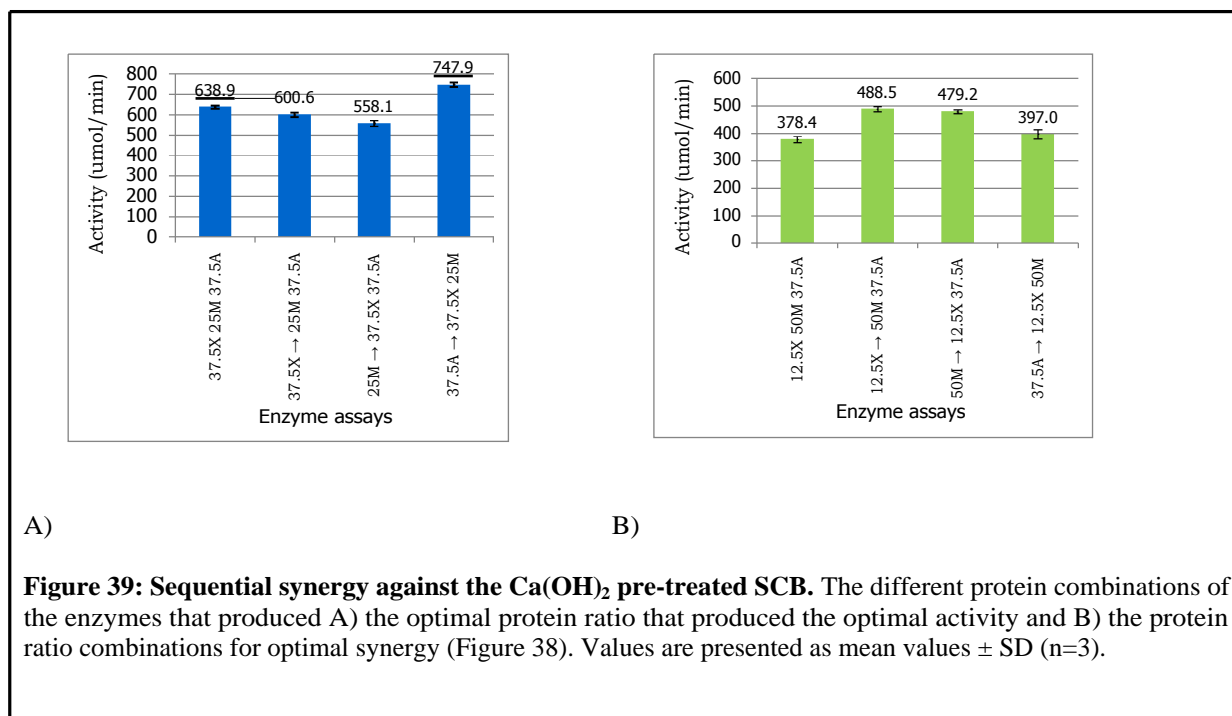 Activity (umol/min)
800
700
600
500
400
300
200
100
0
638.9
600.6
558.1
747.9
37.5X 25M 37.5A
37.5X → 25M 37.5A
25M → 37.5X 37.5A
37.5A → 37.5X 25M
Enzyme assays
Activity (umol/min)
600
500
400
300
200
100
0
378.4
488.5
479.2
397.0
12.5X 50M 37.5A
12.5X → 50M 37.5A
50M → 12.5X 37.5A
37.5A → 12.5X 50M
Enzyme assays
A)
B)
Figure 39: Sequential synergy against the Ca(OH)₂ pre-treated SCB. The different protein combinations of
the enzymes that produced A) the optimal protein ratio that produced the optimal activity and B) the protein
ratio combinations for optimal synergy (Figure 38). Values are presented as mean values ± SD (n=3).